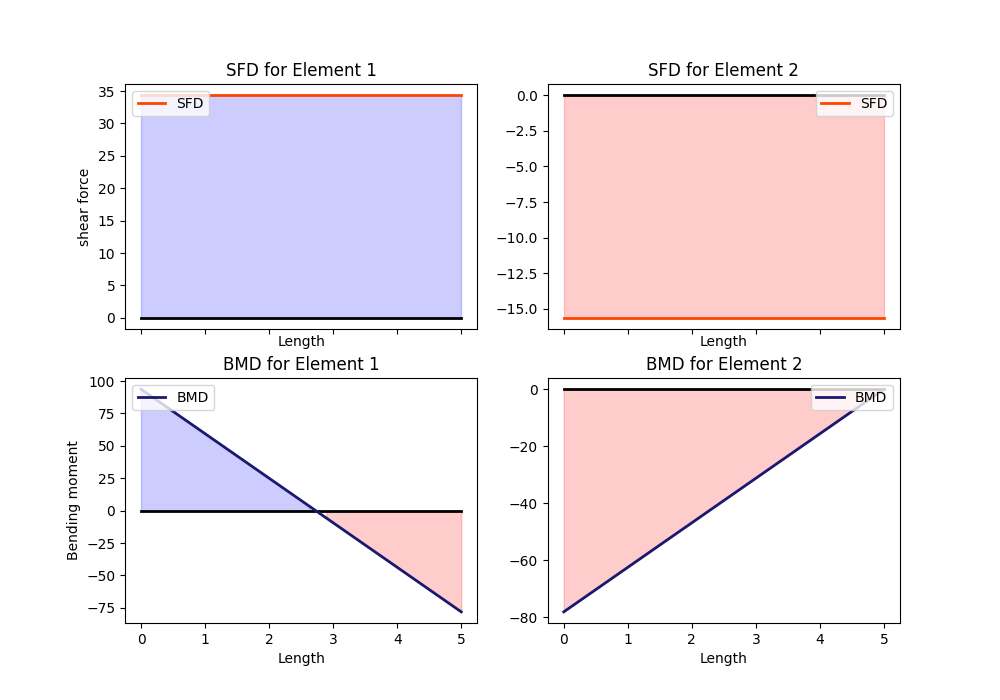 SFD for Element 1
SFD for Element 2
shear force
35
30
25
20
15
10
5
0
SFD
Length
0.0
−2.5
−5.0
−7.5
−10.0
−12.5
−15.0
SFD
Length
BMD for Element 1
BMD for Element 2
Bending moment
100
75
50
25
0
−25
−50
−75
BMD
0 1 2 3 4 5
Length
0
−20
−40
−60
−80
BMD
0 1 2 3 4 5
Length